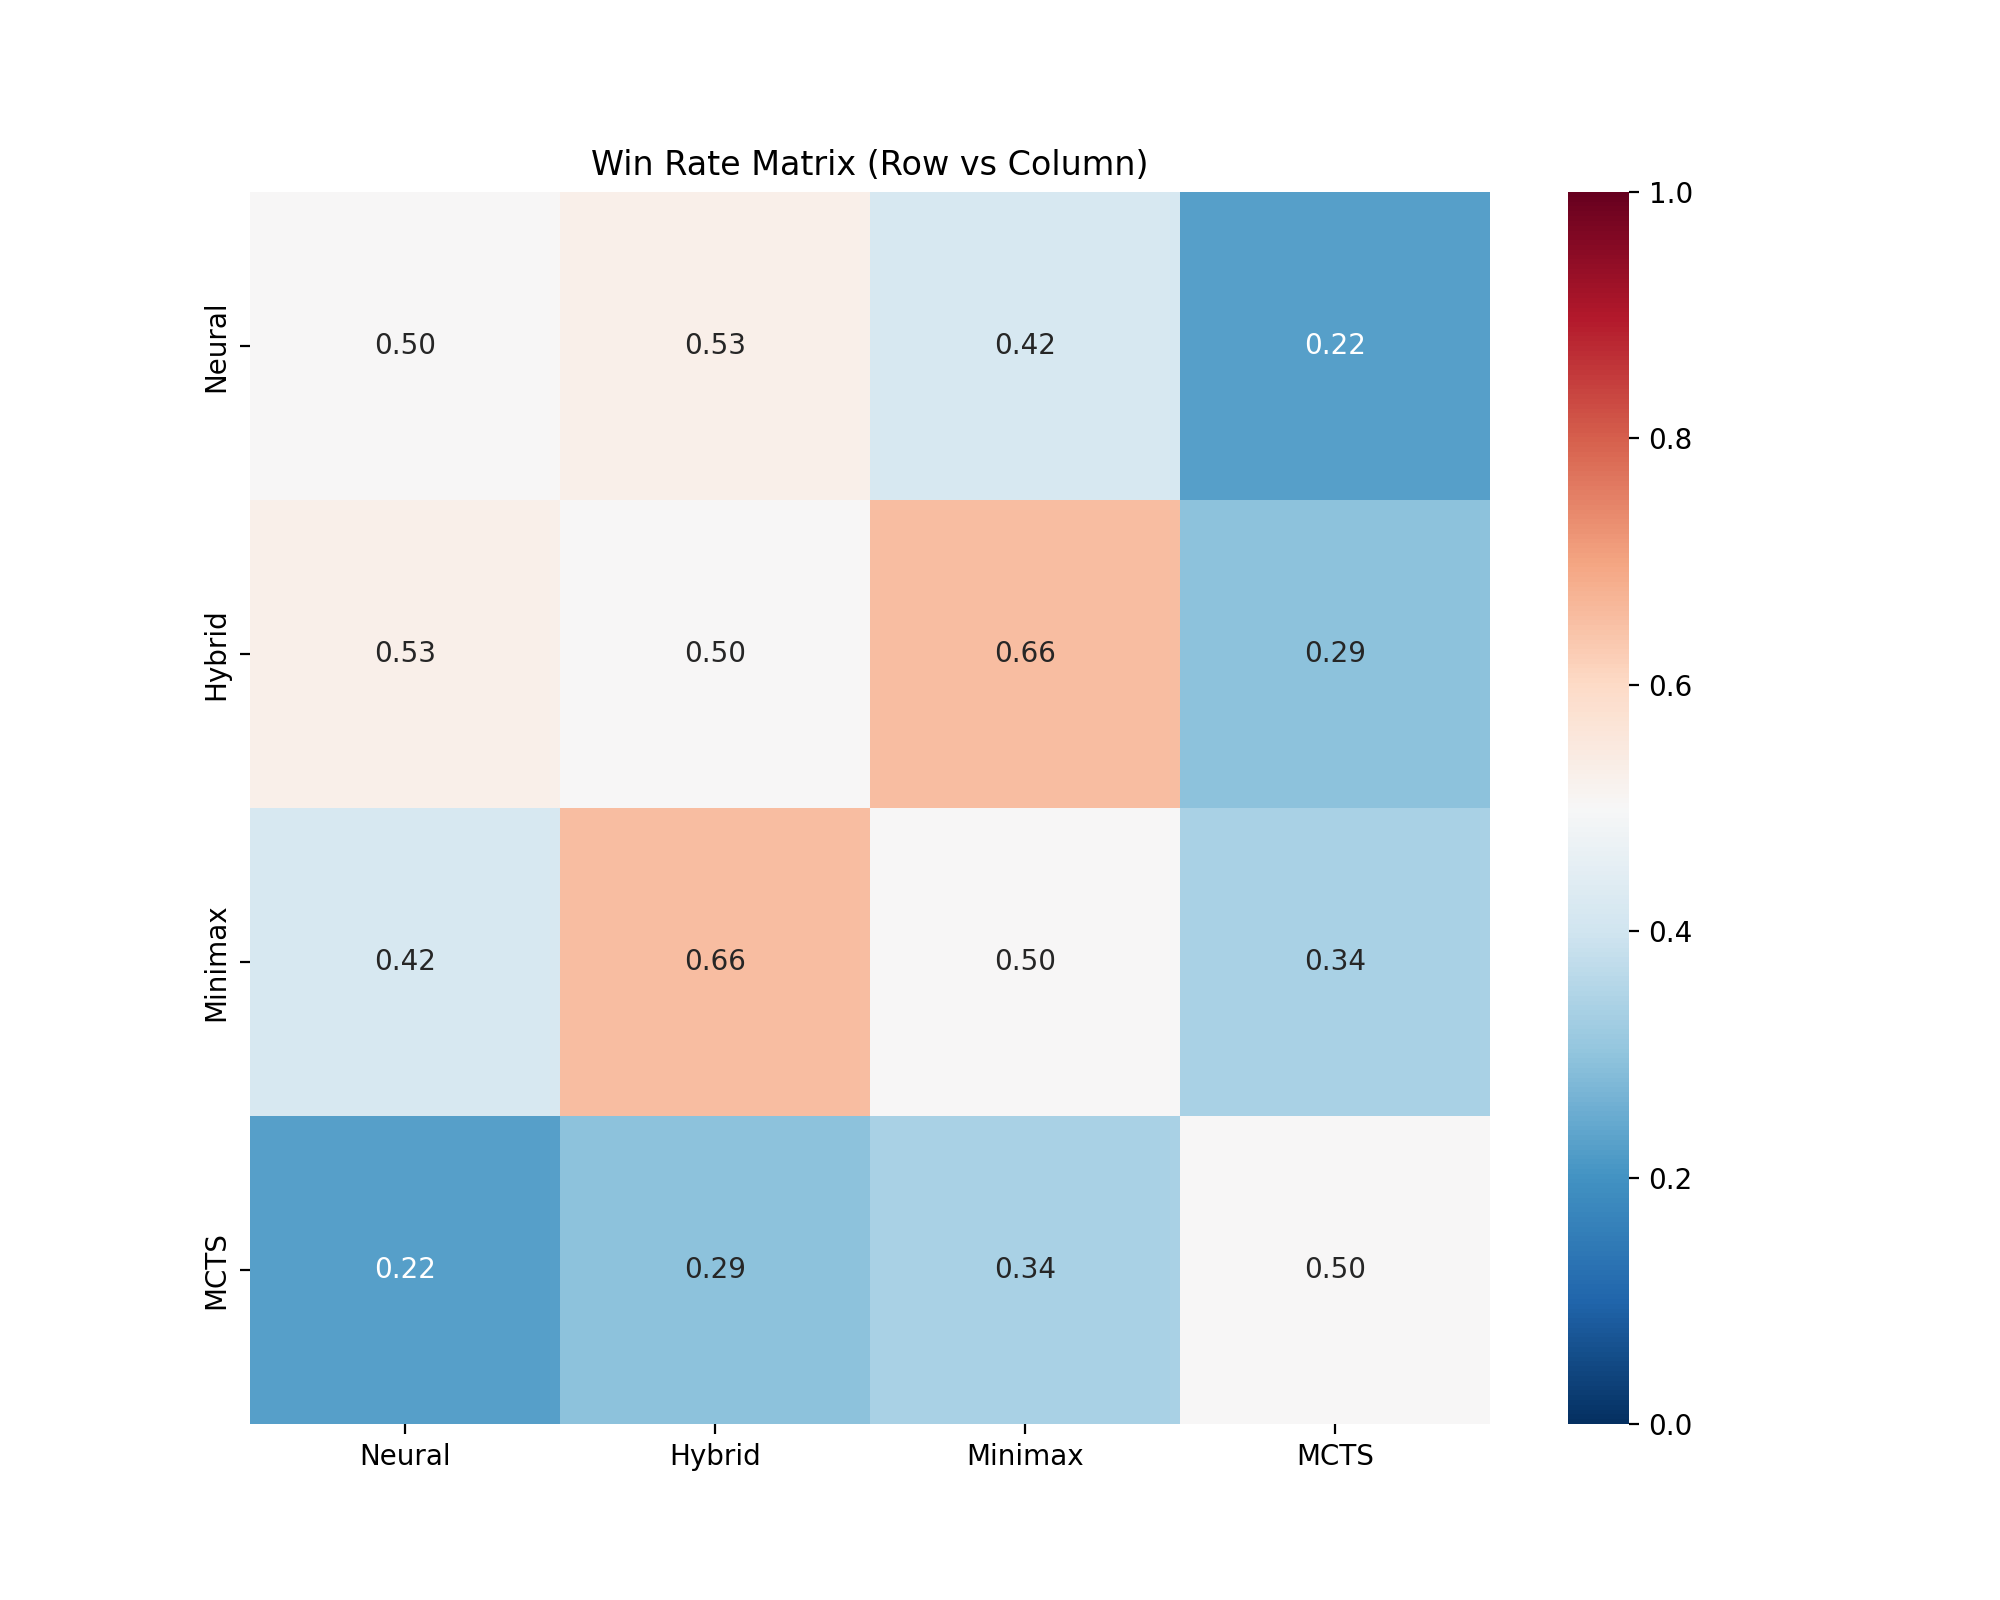 Win Rate Matrix (Row vs Column)
Neural 0.50 0.53 0.42 0.22
Hybrid 0.53 0.50 0.66 0.29
Minimax 0.42 0.66 0.50 0.34
MCTS 0.22 0.29 0.34 0.50
Neural Hybrid Minimax MCTS
1.0
0.8
0.6
0.4
0.2
0.0